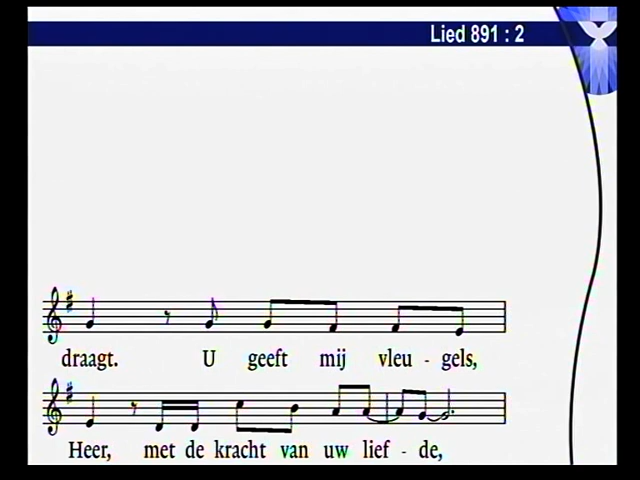 Lied 891 : 2
draagt. U geeft mij vleu - gels,
Heer, met de kracht van uw lief - de,